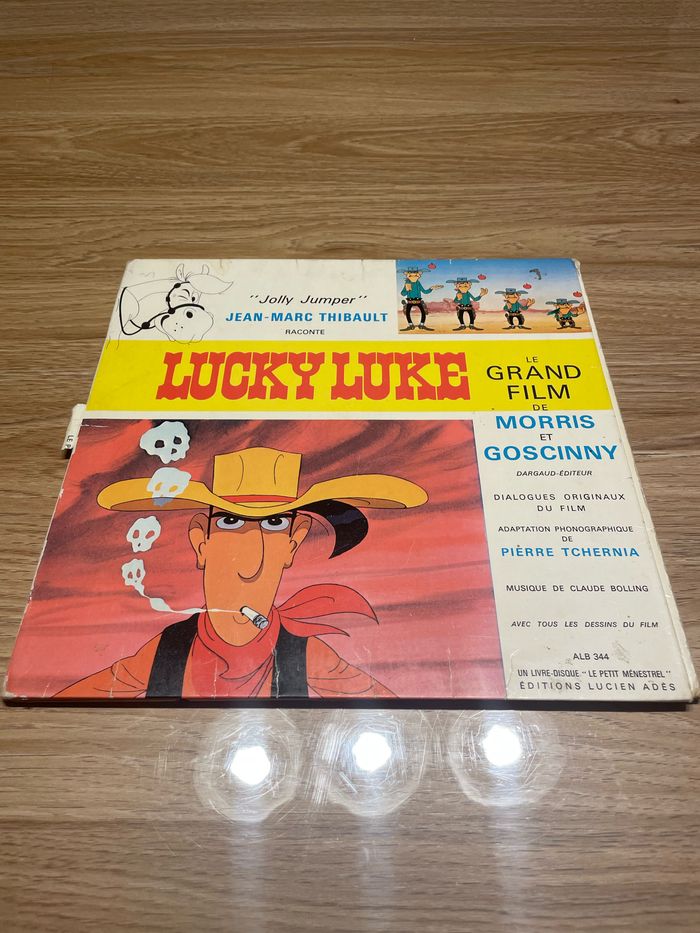 "Jolly Jumper"
JEAN-MARC THIBAULT
RACONTE
LUCKY LUKE
LE
GRAND
FILM
DE
MORRIS
ET
GOSCINNY
DARGAUD-ÉDITEUR
DIALOGUES ORIGINAUX
DU FILM
ADAPTATION PHONOGRAPHIQUE
DE
PIERRE TCHERNIA
MUSIQUE DE CLAUDE BOLLING
AVEC TOUS LES DESSINS DU FILM
ALB 344
UN LIVRE-DISQUE "LE PETIT MÉNESTREL"
ÉDITIONS LUCIEN ADÈS
LE P